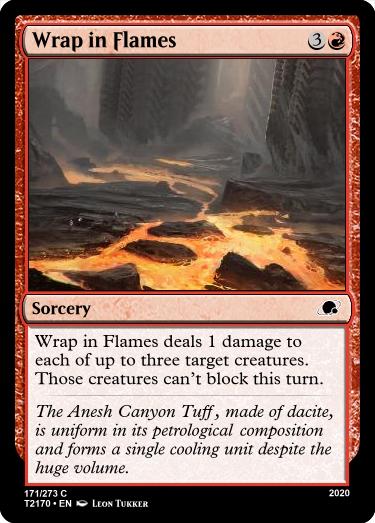 Wrap in Flames 3
Sorcery
Wrap in Flames deals 1 damage to
each of up to three target creatures.
Those creatures can't block this turn.
The Anesh Canyon Tuff, made of dacite,
is uniform in its petrological composition
and forms a single cooling unit despite the
huge volume.
171/273 C 2020
T2170 • EN Leon Tukker